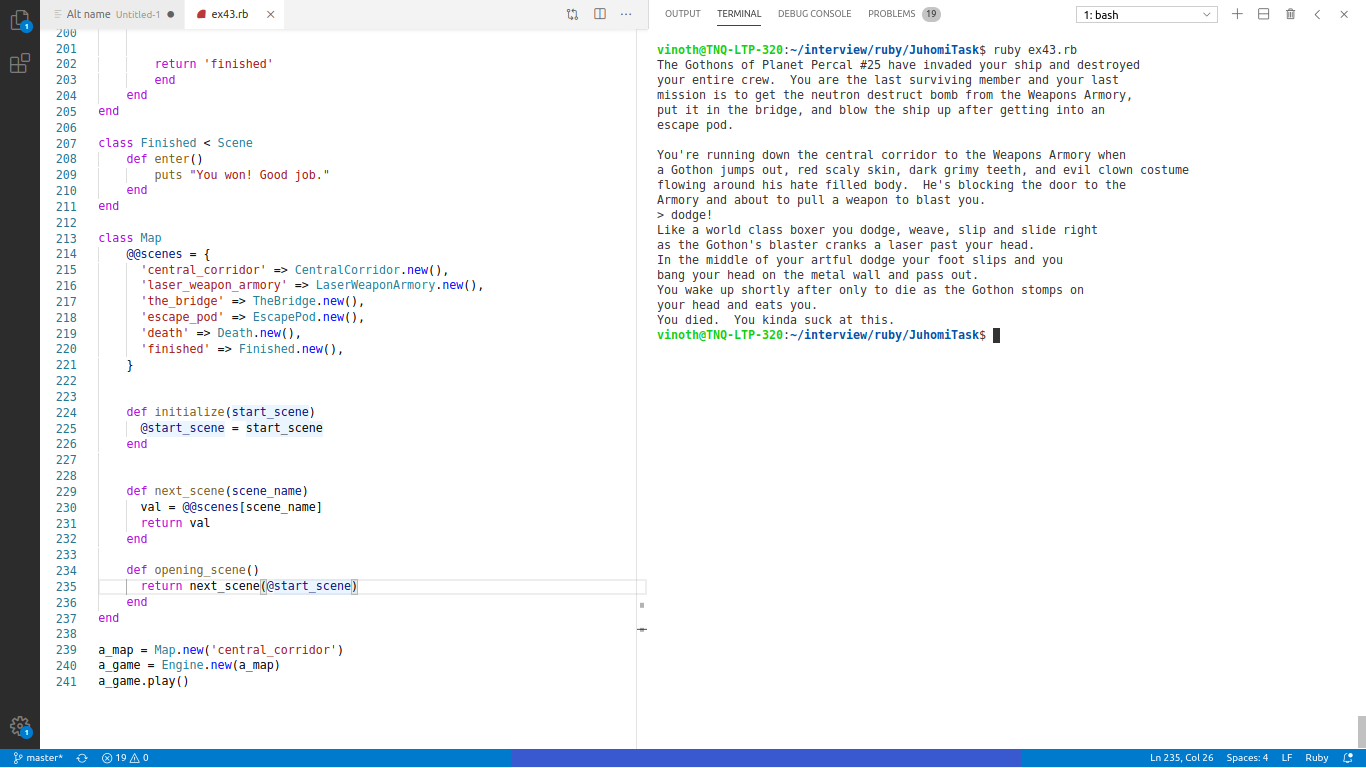 Alt name Untitled-1
ex43.rb
200
201
202 return 'finished'
203 end
204 end
205 end
206
207 class Finished < Scene
208 def enter()
209 puts "You won! Good job."
210 end
211 end
212
213 class Map
214 @@scenes = {
215 'central_corridor' => CentralCorridor.new(),
216 'laser_weapon_armory' => LaserWeaponArmory.new(),
217 'the_bridge' => TheBridge.new(),
218 'escape_pod' => EscapePod.new(),
219 'death' => Death.new(),
220 'finished' => Finished.new(),
221 }
222
223
224 def initialize(start_scene)
225 @start_scene = start_scene
226 end
227
228
229 def next_scene(scene_name)
230 val = @@scenes[scene_name]
231 return val
232 end
233
234 def opening_scene()
235 return next_scene(@start_scene)
236 end
237 end
238
239 a_map = Map.new('central_corridor')
240 a_game = Engine.new(a_map)
241 a_game.play()
OUTPUT TERMINAL DEBUG CONSOLE PROBLEMS 19 1: bash
vinoth@TNQ-LTP-320:~/interview/ruby/JuhomiTask$ ruby ex43.rb
The Gothons of Planet Percal #25 have invaded your ship and destroyed
your entire crew.  You are the last surviving member and your last
mission is to get the neutron destruct bomb from the Weapons Armory,
put it in the bridge, and blow the ship up after getting into an
escape pod.
You're running down the central corridor to the Weapons Armory when
a Gothon jumps out, red scaly skin, dark grimy teeth, and evil clown costume
flowing around his hate filled body.  He's blocking the door to the
Armory and about to pull a weapon to blast you.
> dodge!
Like a world class boxer you dodge, weave, slip and slide right
as the Gothon's blaster cranks a laser past your head.
In the middle of your artful dodge your foot slips and you
bang your head on the metal wall and pass out.
You wake up shortly after only to die as the Gothon stomps on
your head and eats you.
You died.  You kinda suck at this.
vinoth@TNQ-LTP-320:~/interview/ruby/JuhomiTask$
1
1
master* 19 0 Ln 235, Col 26 Spaces: 4 LF Ruby